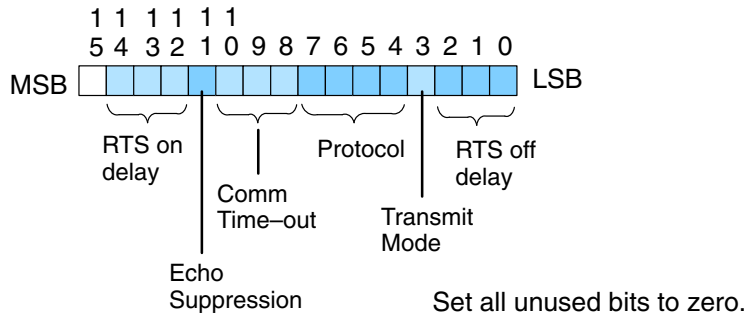 1 1 1 1 1 1
5 4 3 2 1 0 9 8 7 6 5 4 3 2 1 0
MSB
LSB
RTS on
delay
Protocol
RTS off
delay
Comm
Time–out
Transmit
Mode
Echo
Suppression
Set all unused bits to zero.